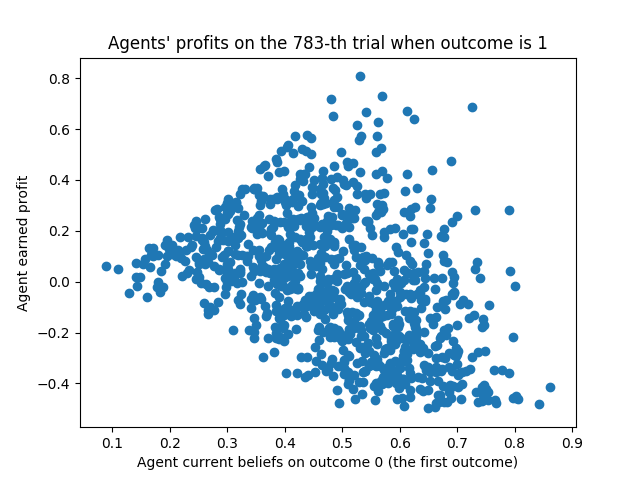 Agents' profits on the 783-th trial when outcome is 1
Agent earned profit
0.8
0.6
0.4
0.2
0.0
−0.2
−0.4
0.1 0.2 0.3 0.4 0.5 0.6 0.7 0.8 0.9
Agent current beliefs on outcome 0 (the first outcome)